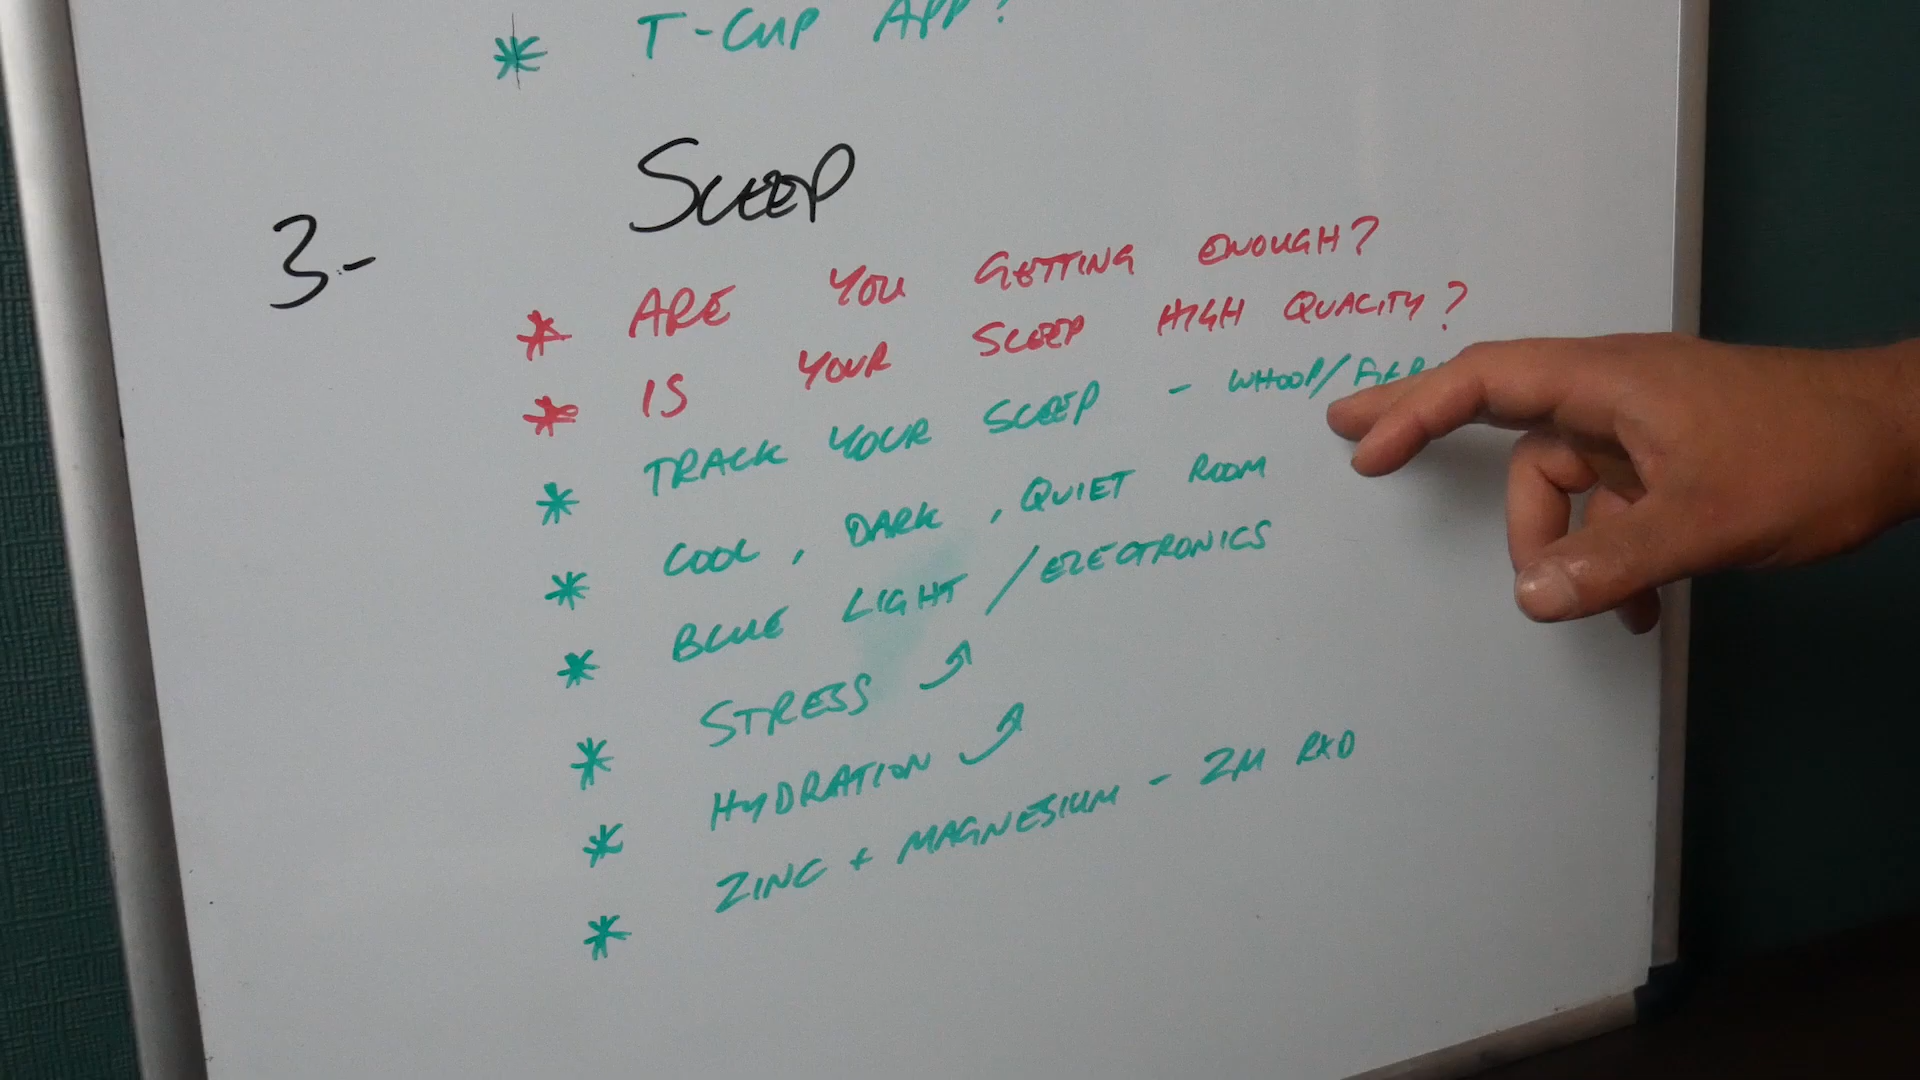 * T-CUP APP?
3- SLEEP
* ARE YOU GETTING ENOUGH?
* IS YOUR SLEEP HIGH QUALITY?
* TRACK YOUR SLEEP - WHOOP/
* COOL, DARK, QUIET ROOM
* BLUE LIGHT / ELECTRONICS
* STRESS ⤴
* HYDRATION ⤴
* ZINC + MAGNESIUM - ZM RXD